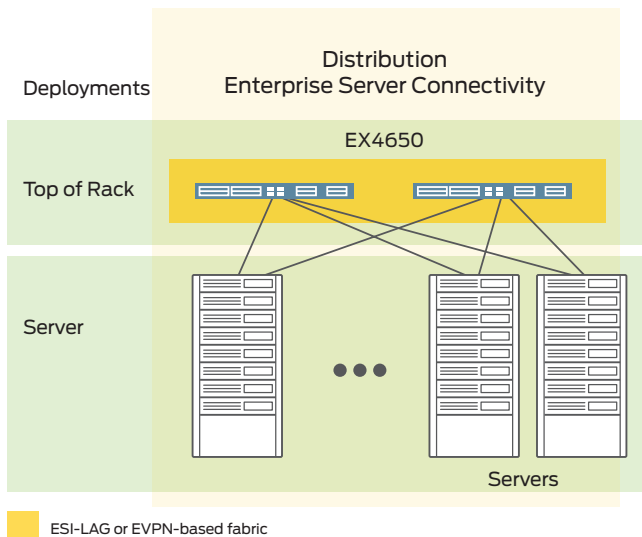 Distribution
Deployments
Enterprise Server Connectivity
EX4650
Top of Rack
Server
Servers
ESI-LAG or EVPN-based fabric